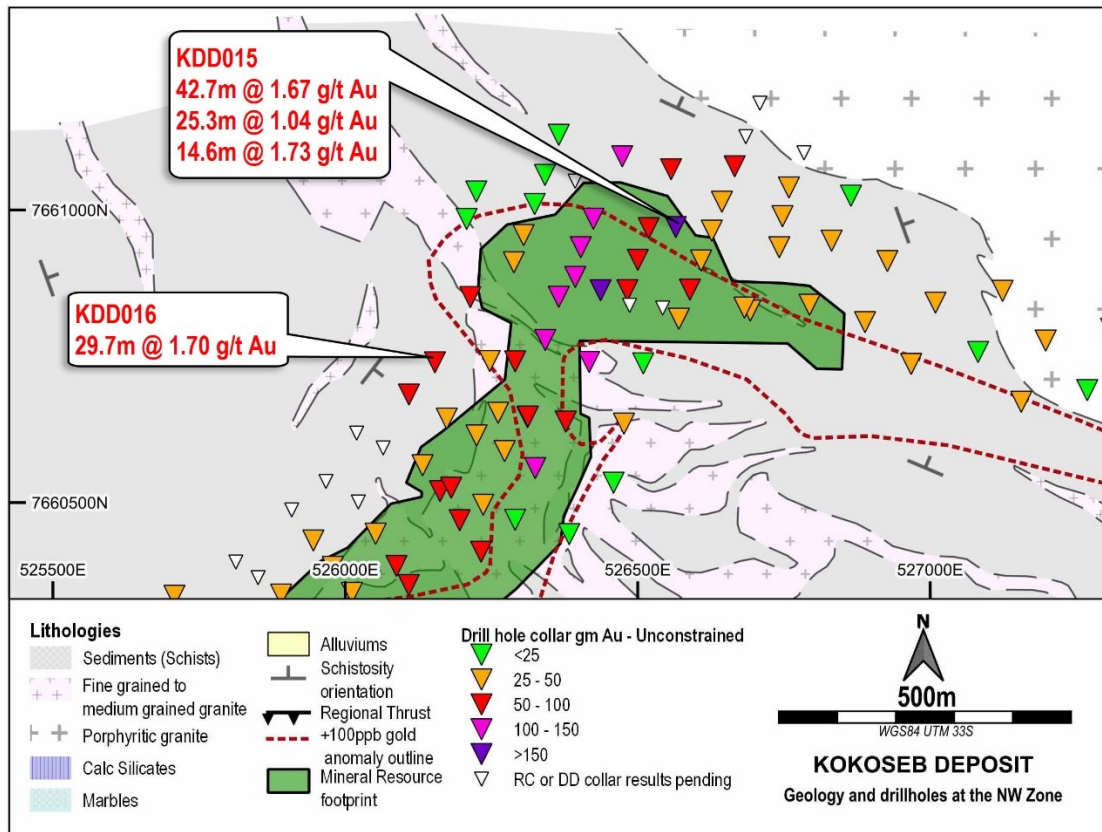 KDD015
42.7m @ 1.67 g/t Au
25.3m @ 1.04 g/t Au
14.6m @ 1.73 g/t Au
7661000N
KDD016
29.7m @ 1.70 g/t Au
7660500N
525500E
526000E
526500E
527000E
Lithologies
Sediments (Schists)
Fine grained to
medium grained granite
Porphyritic granite
Calc Silicates
Marbles
Alluviums
Schistosity
orientation
Regional Thrust
+100ppb gold
anomaly outline
Mineral Resource
footprint
Drill hole collar gm Au - Unconstrained
<25
25 - 50
50 - 100
100 - 150
>150
RC or DD collar results pending
N
500m
WGS84 UTM 33S
KOKOSEB DEPOSIT
Geology and drillholes at the NW Zone